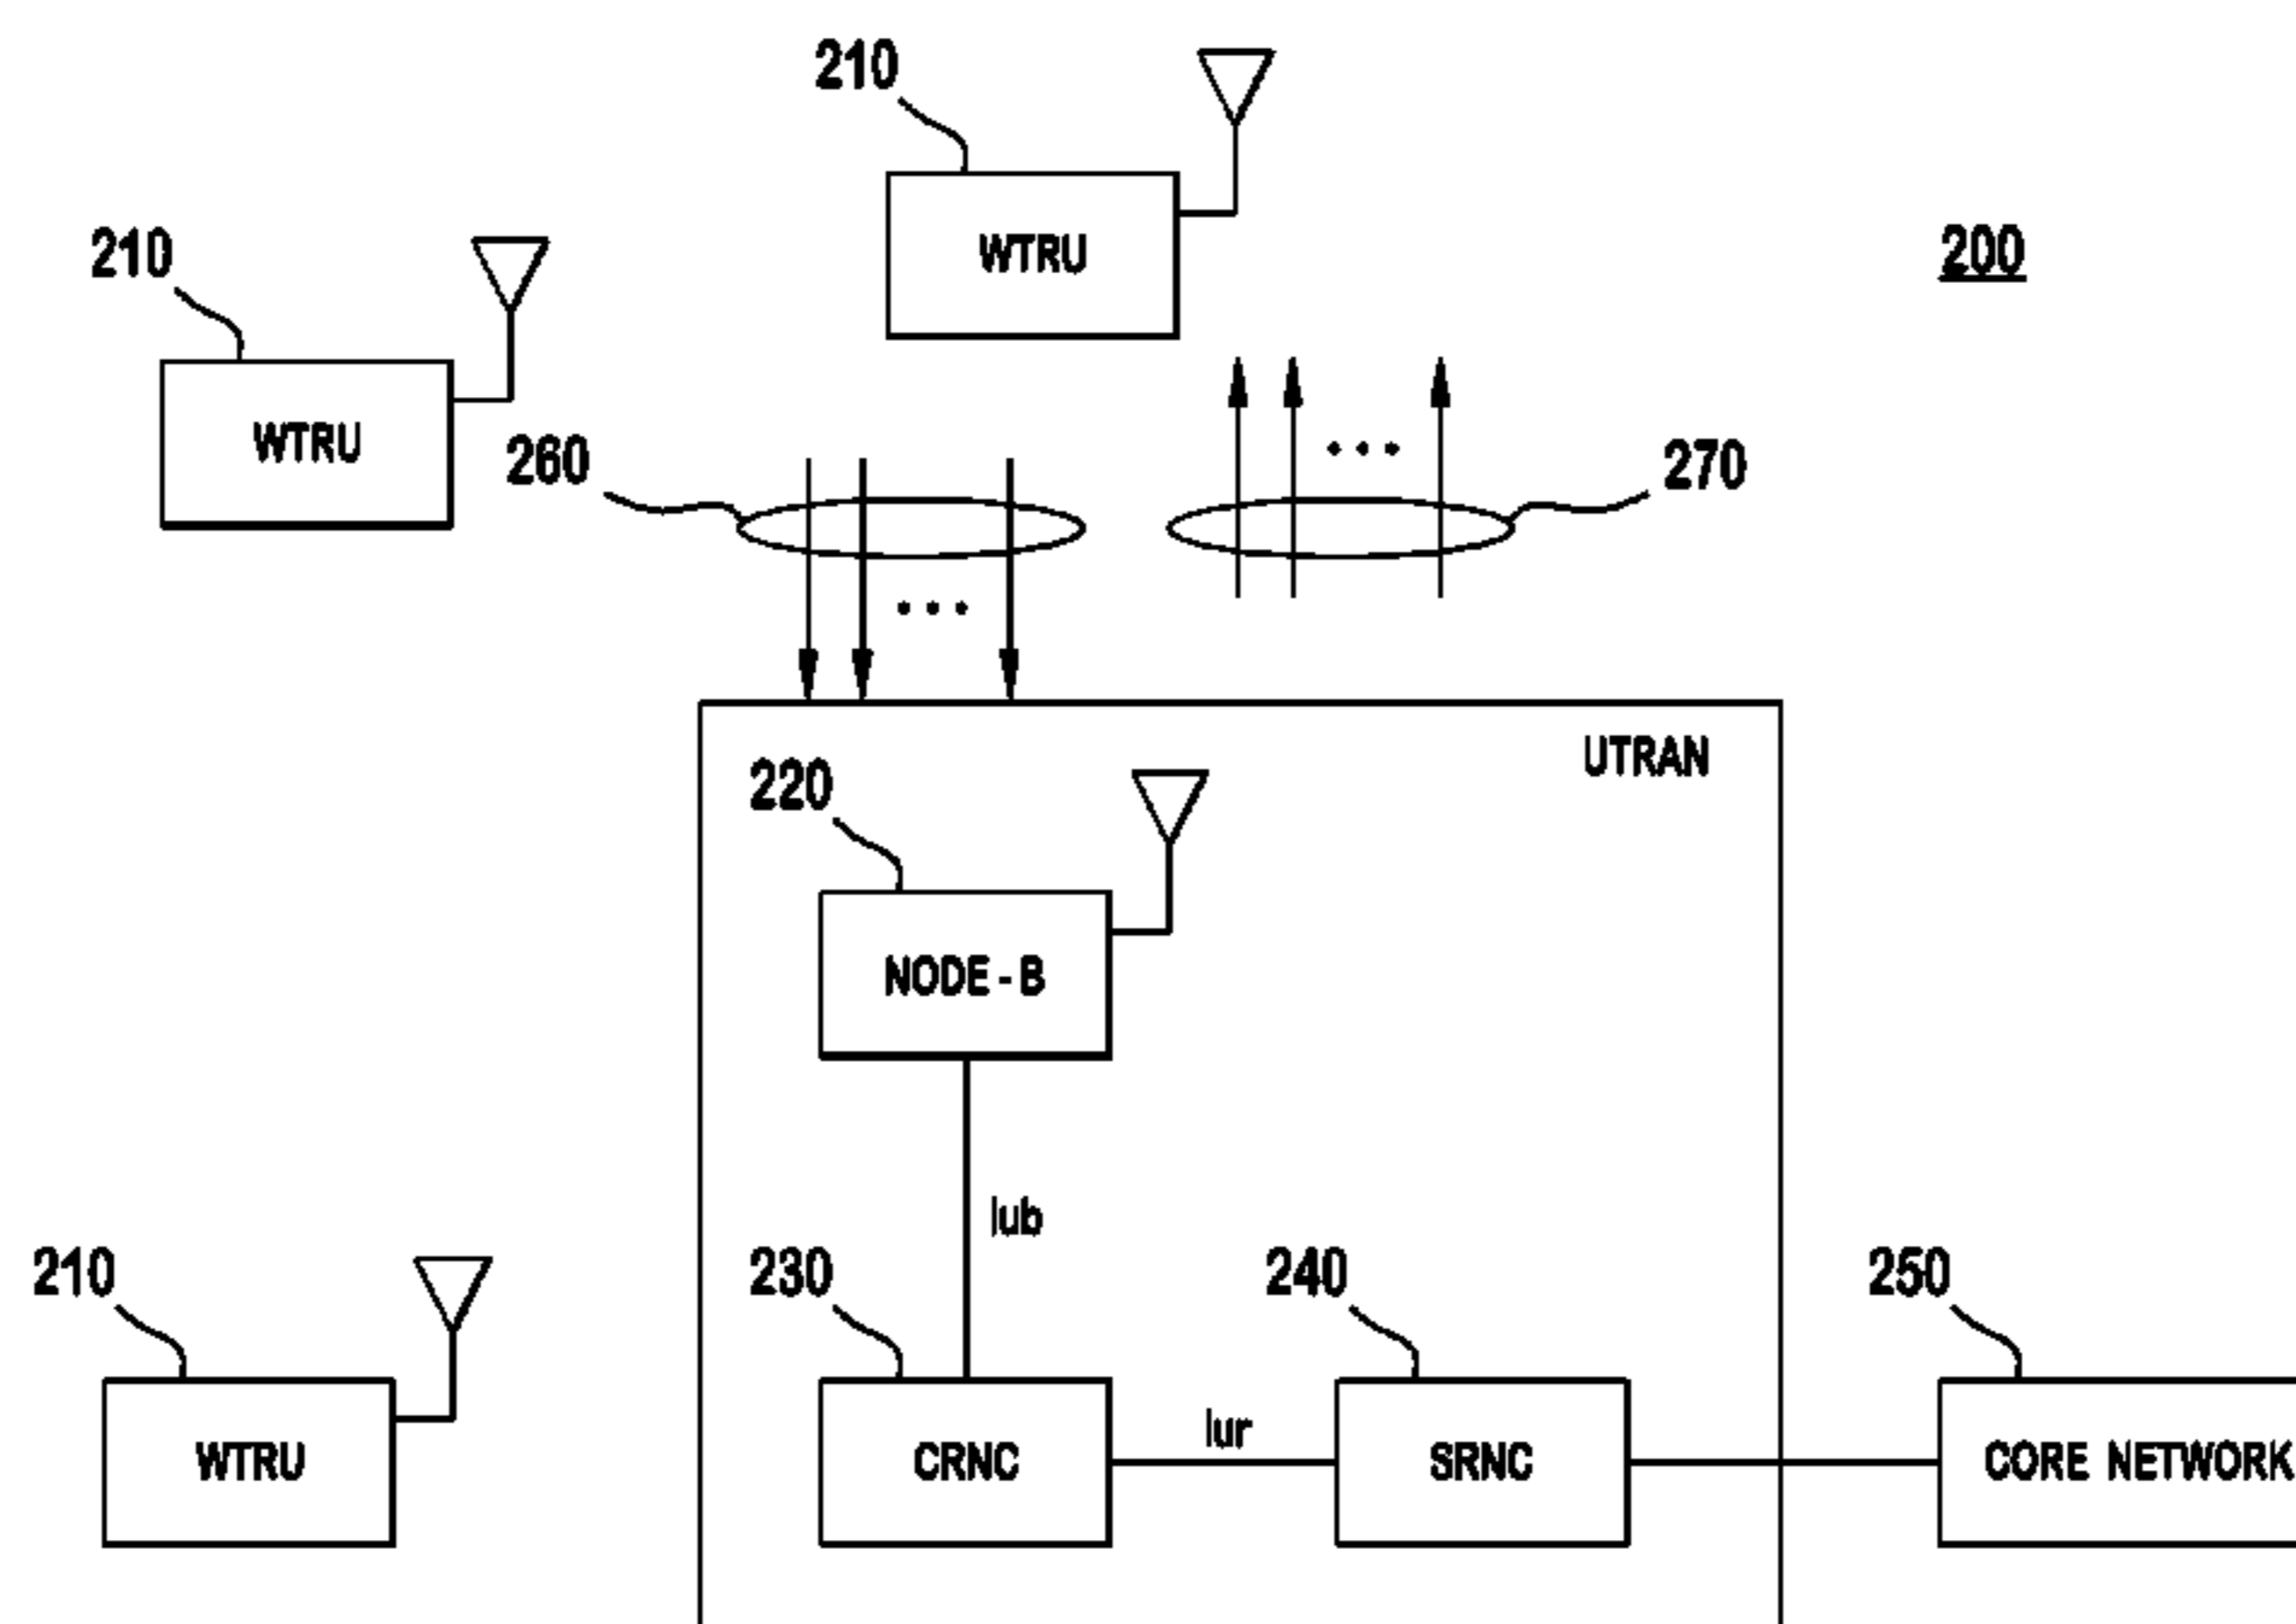 210
210
WTRU
200
WTRU
260
270
UTRAN
220
NODE - B
Iub
210
230
240
250
Iur
WTRU
CRNC
SRNC
CORE NETWORK